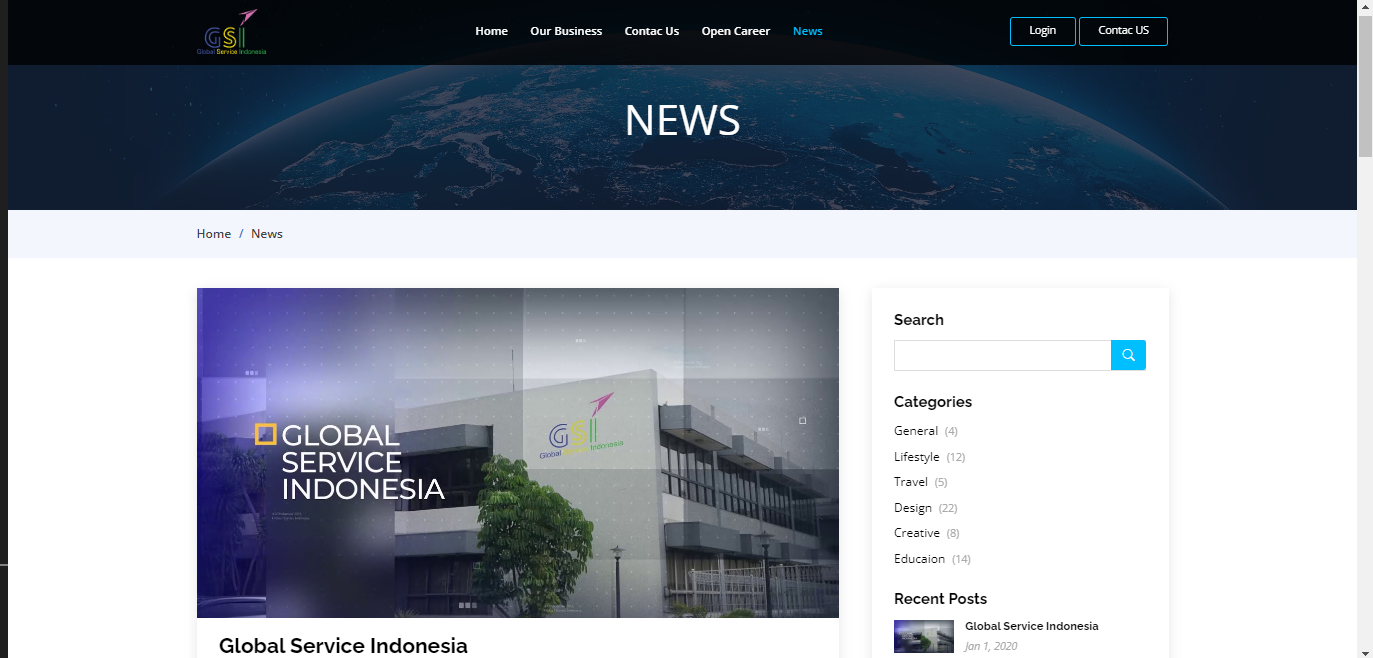 GSI
Global Service Indonesia
Home Our Business Contac Us Open Career News
Login Contac US
NEWS
Home / News
GLOBAL
SERVICE
INDONESIA
GSI
Global Service Indonesia
Search
Categories
General (4)
Lifestyle (12)
Travel (5)
Design (22)
Creative (8)
Educaion (14)
Recent Posts
Global Service Indonesia
Jan 1, 2020
Global Service Indonesia